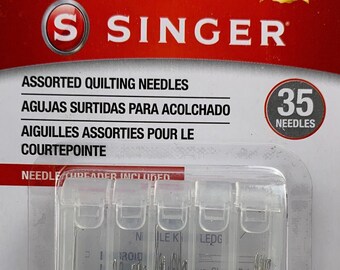 S SINGER
ASSORTED QUILTING NEEDLES
AGUJAS SURTIDAS PARA ACOLCHADO
AIGUILLES ASSORTIES POUR LE
COURTEPOINTE
35
NEEDLES
NEEDLE THREADER INCLUDED